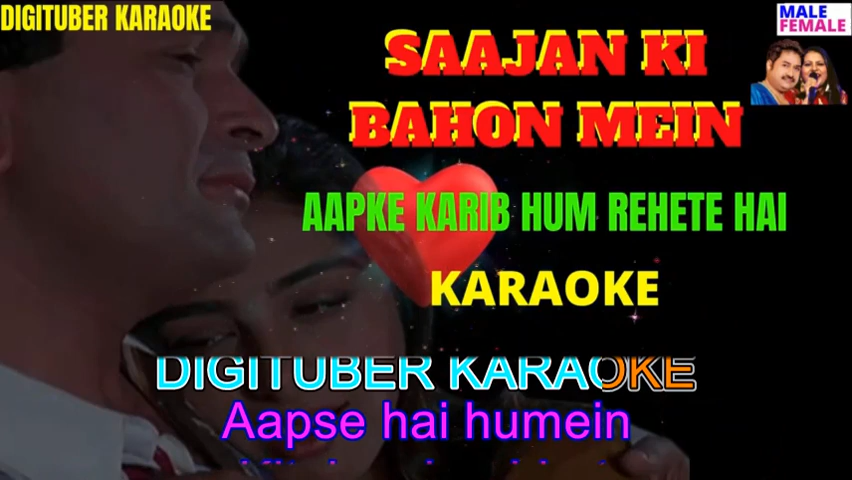 DIGITUBER KARAOKE
MALE
FEMALE
SAAJAN KI
BAHON MEIN
AAPKE KARIB HUM REHETE HAI
KARAOKE
DIGITUBER KARAOKE
Aapse hai humein